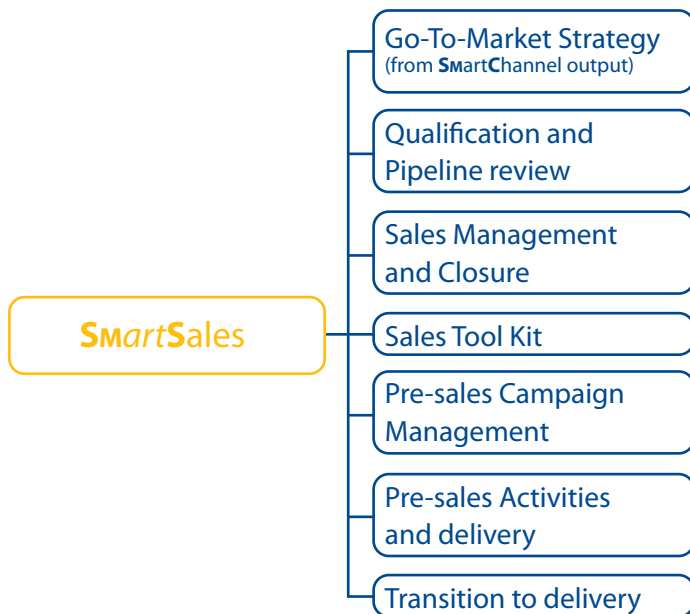 Go-To-Market Strategy
(from SMartChannel output)
Qualification and
Pipeline review
Sales Management
and Closure
SMartSales
Sales Tool Kit
Pre-sales Campaign
Management
Pre-sales Activities
and delivery
Transition to delivery